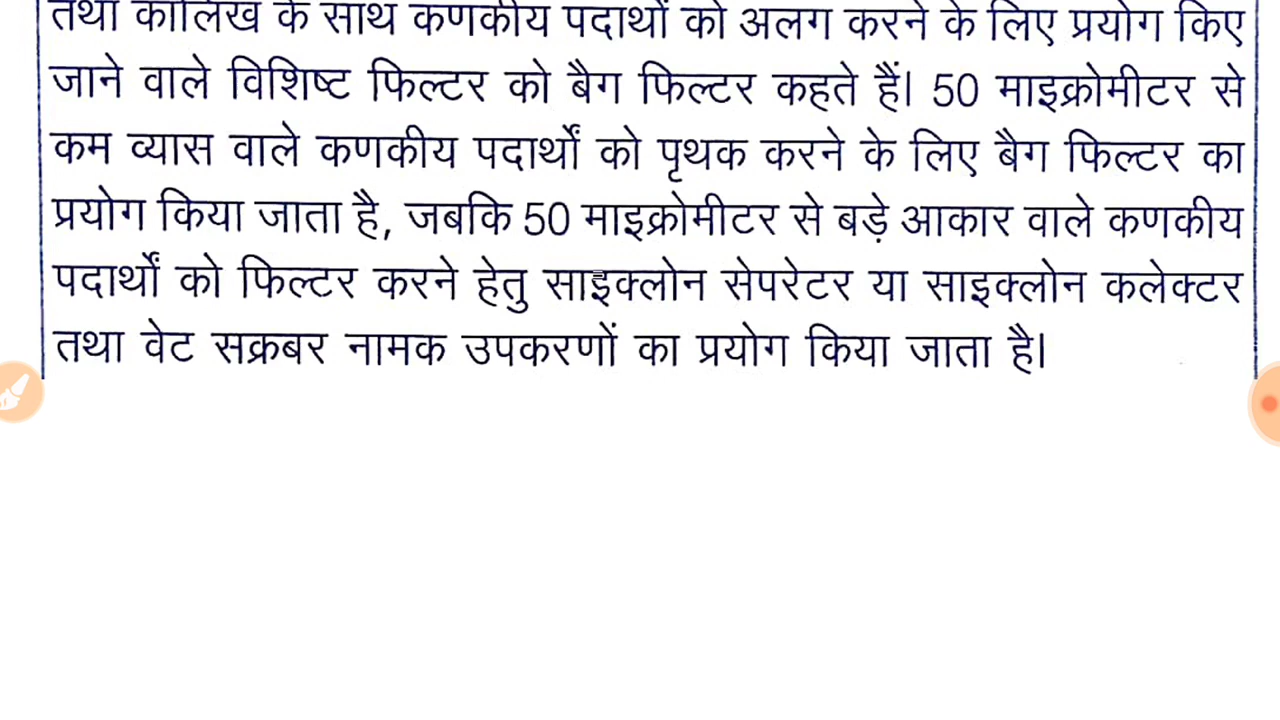 तथा कालिख के साथ कणकीय पदार्थों को अलग करने के लिए प्रयोग किए
जाने वाले विशिष्ट फिल्टर को बैग फिल्टर कहते हैं। 50 माइक्रोमीटर से
कम व्यास वाले कणकीय पदार्थों को पृथक करने के लिए बैग फिल्टर का
प्रयोग किया जाता है, जबकि 50 माइक्रोमीटर से बड़े आकार वाले कणकीय
पदार्थों को फिल्टर करने हेतु साइक्लोन सेपरेटर या साइक्लोन कलेक्टर
तथा वेट सक्रबर नामक उपकरणों का प्रयोग किया जाता है।